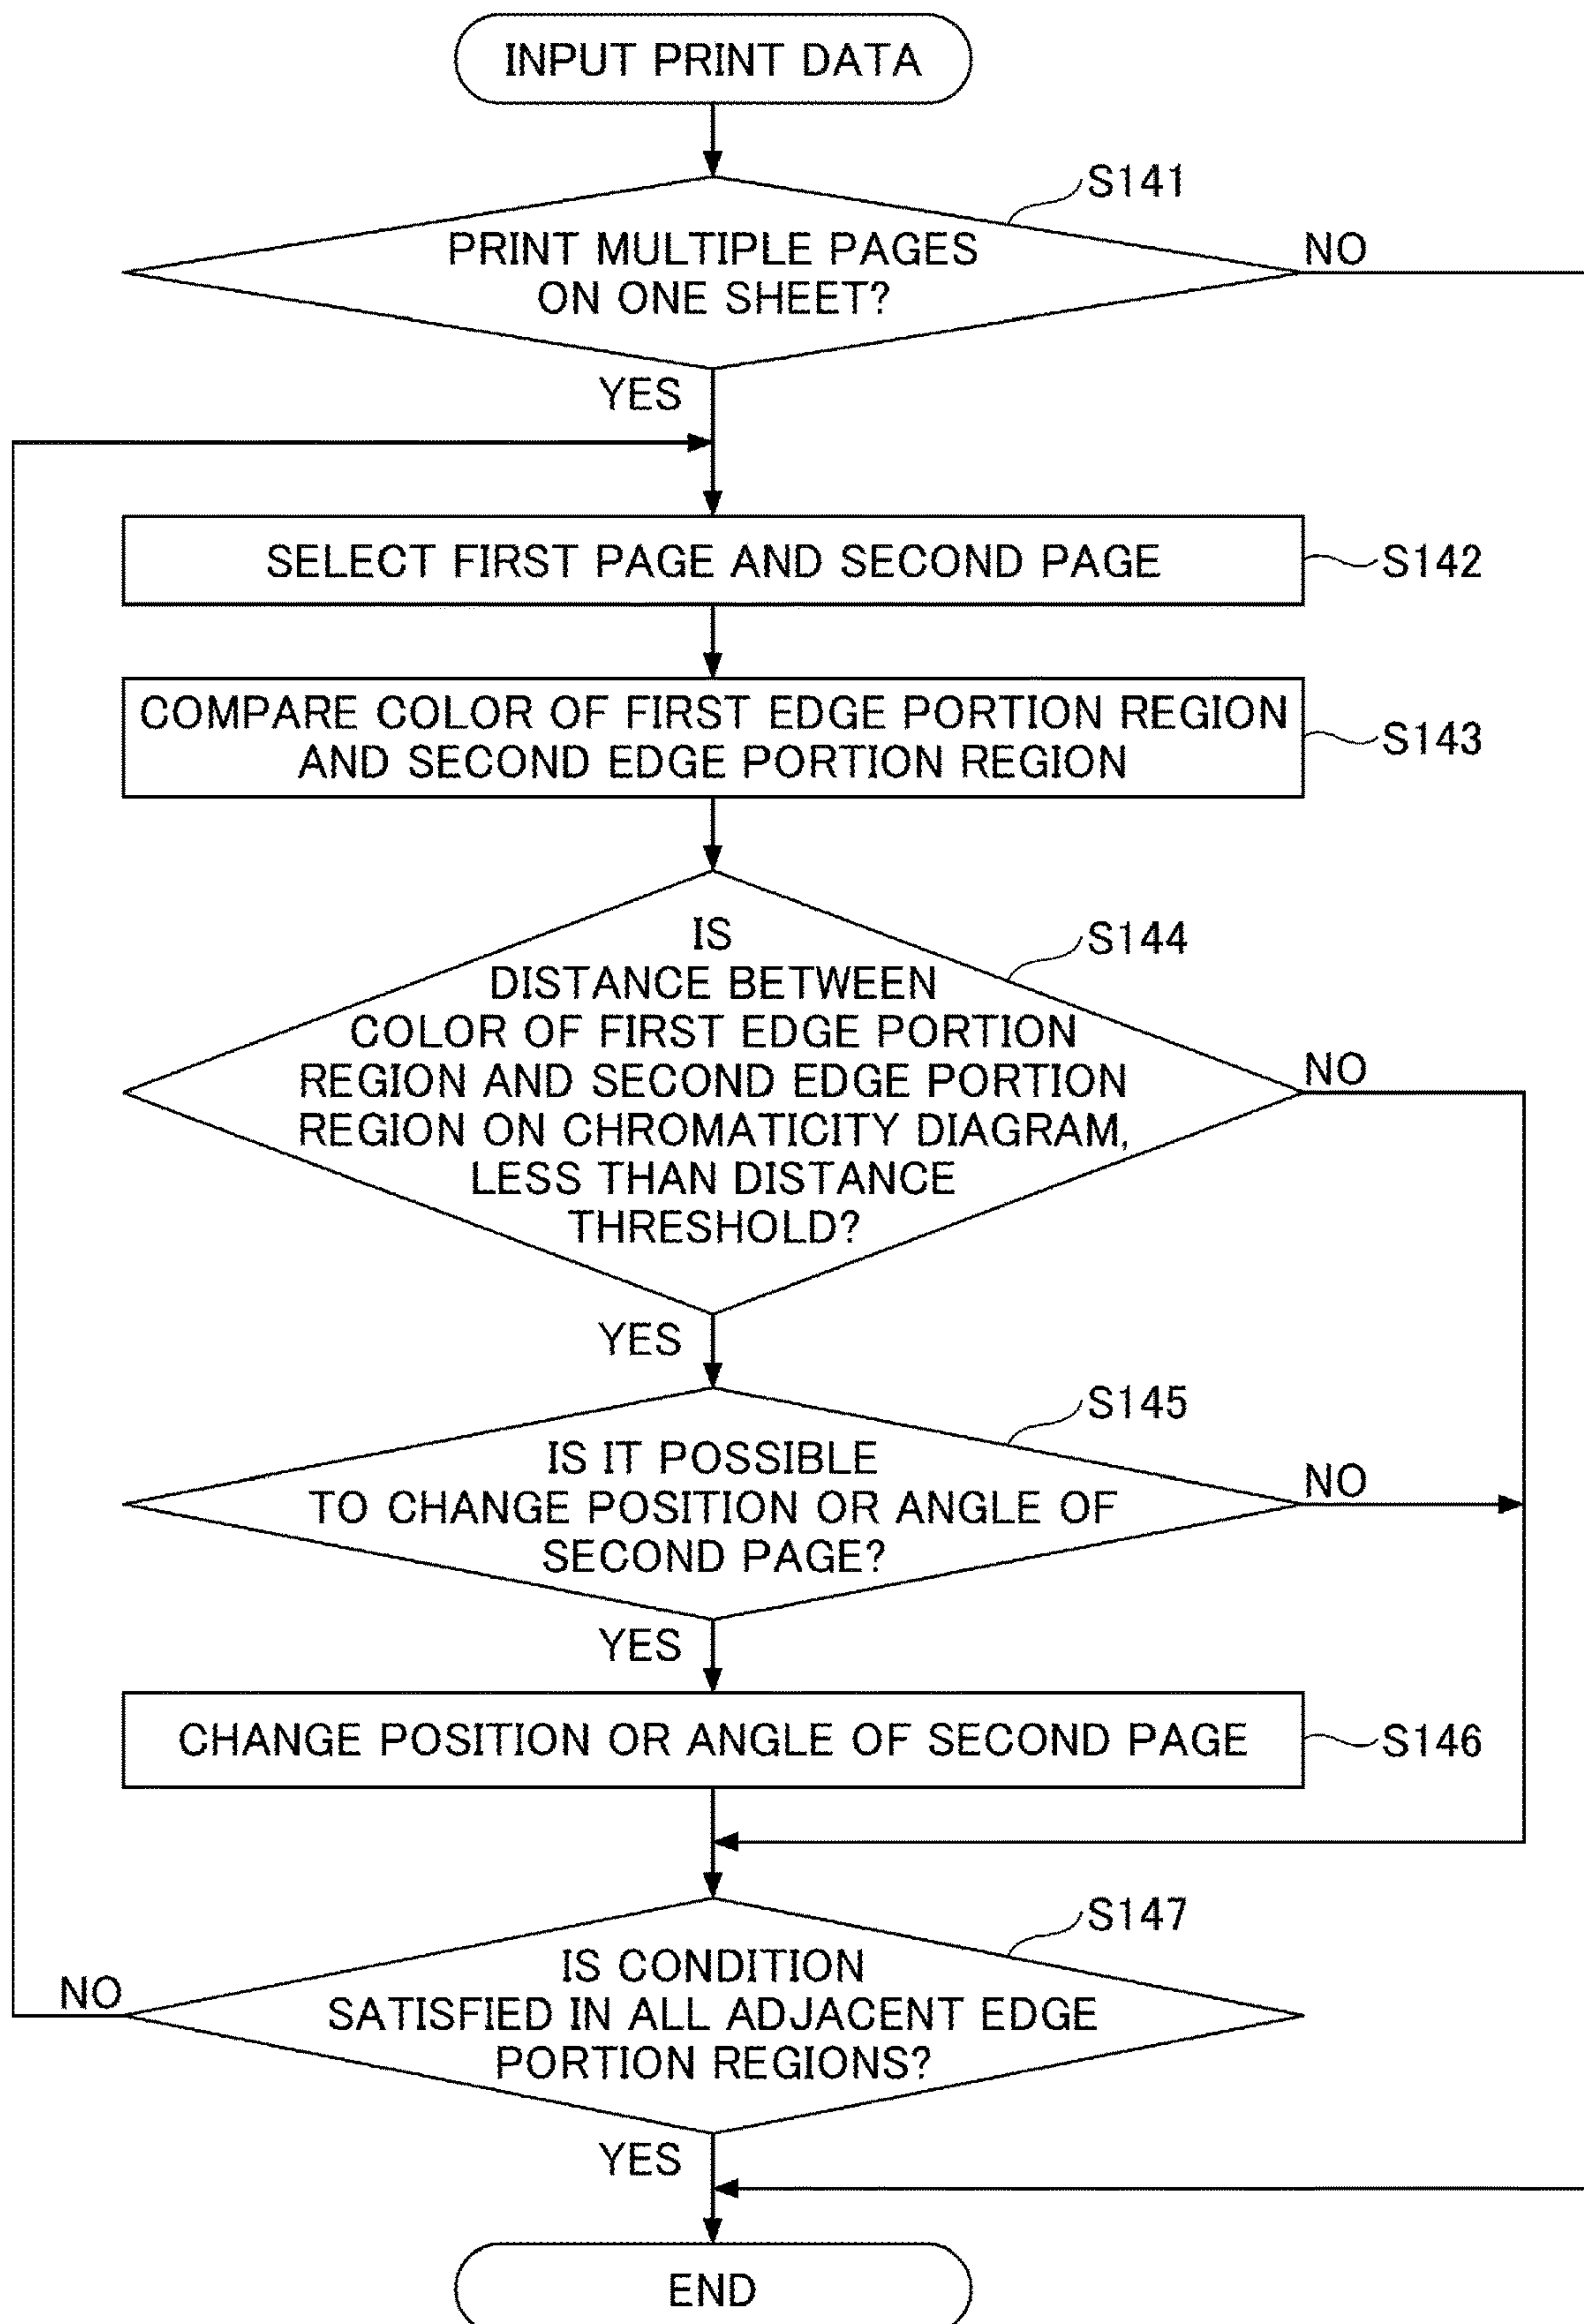 INPUT PRINT DATA
S141
PRINT MULTIPLE PAGES
ON ONE SHEET?
NO
YES
SELECT FIRST PAGE AND SECOND PAGE
S142
COMPARE COLOR OF FIRST EDGE PORTION REGION
AND SECOND EDGE PORTION REGION
S143
IS
DISTANCE BETWEEN
COLOR OF FIRST EDGE PORTION
REGION AND SECOND EDGE PORTION
REGION ON CHROMATICITY DIAGRAM,
LESS THAN DISTANCE
THRESHOLD?
S144
NO
YES
S145
IS IT POSSIBLE
TO CHANGE POSITION OR ANGLE OF
SECOND PAGE?
NO
YES
CHANGE POSITION OR ANGLE OF SECOND PAGE
S146
S147
IS CONDITION
SATISFIED IN ALL ADJACENT EDGE
PORTION REGIONS?
NO
YES
END